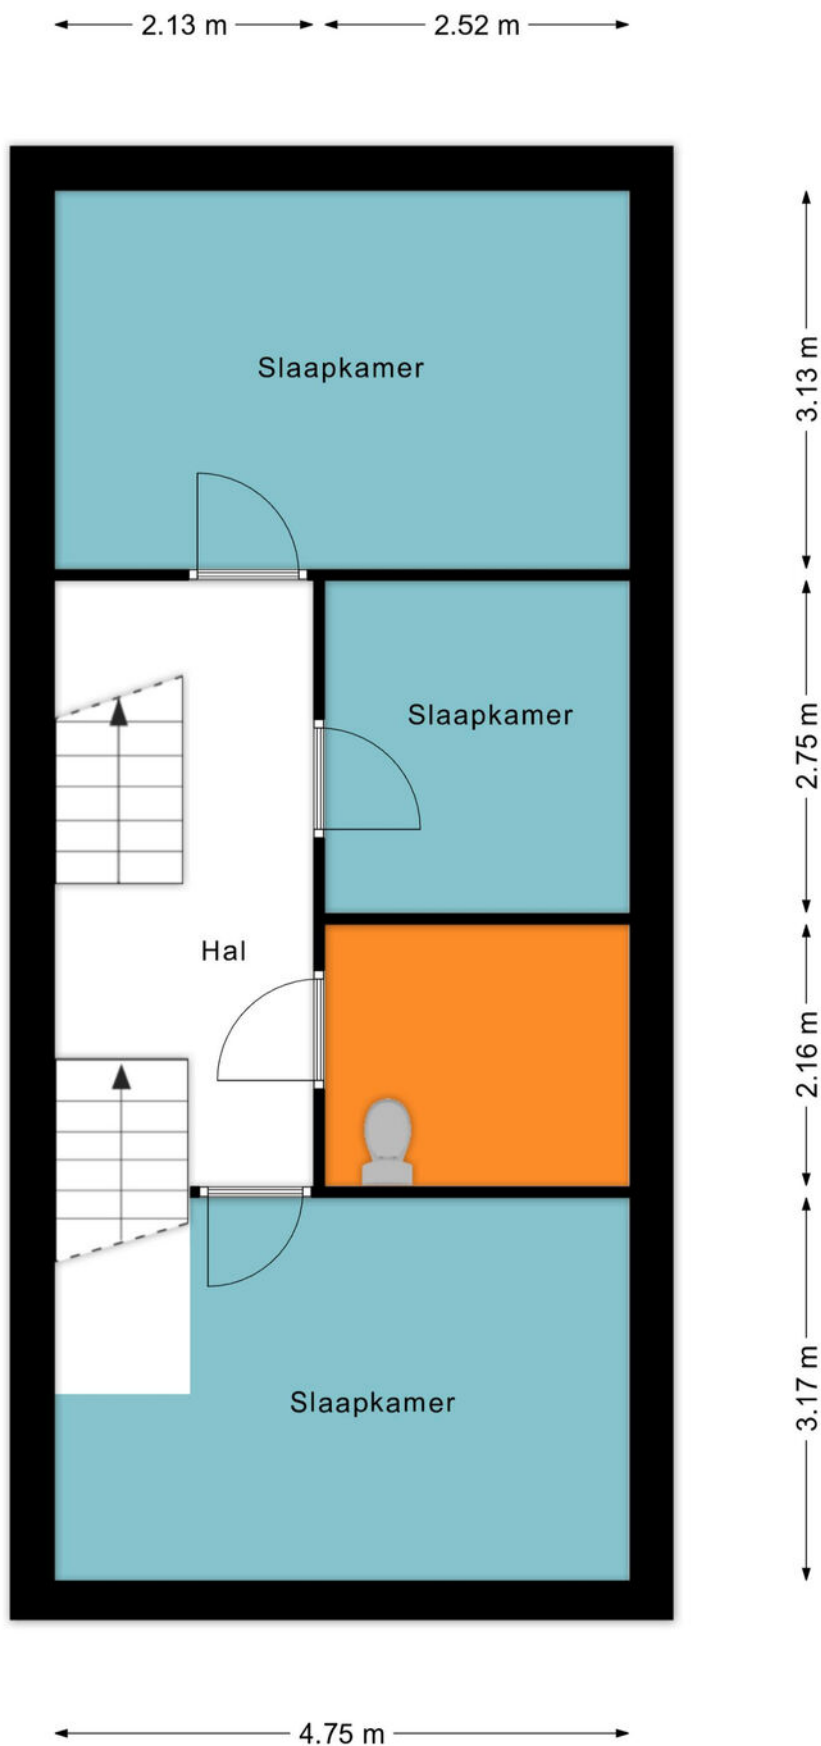 2.13 m
2.52 m
Slaapkamer
3.13 m
Slaapkamer
2.75 m
Hal
2.16 m
Slaapkamer
3.17 m
4.75 m